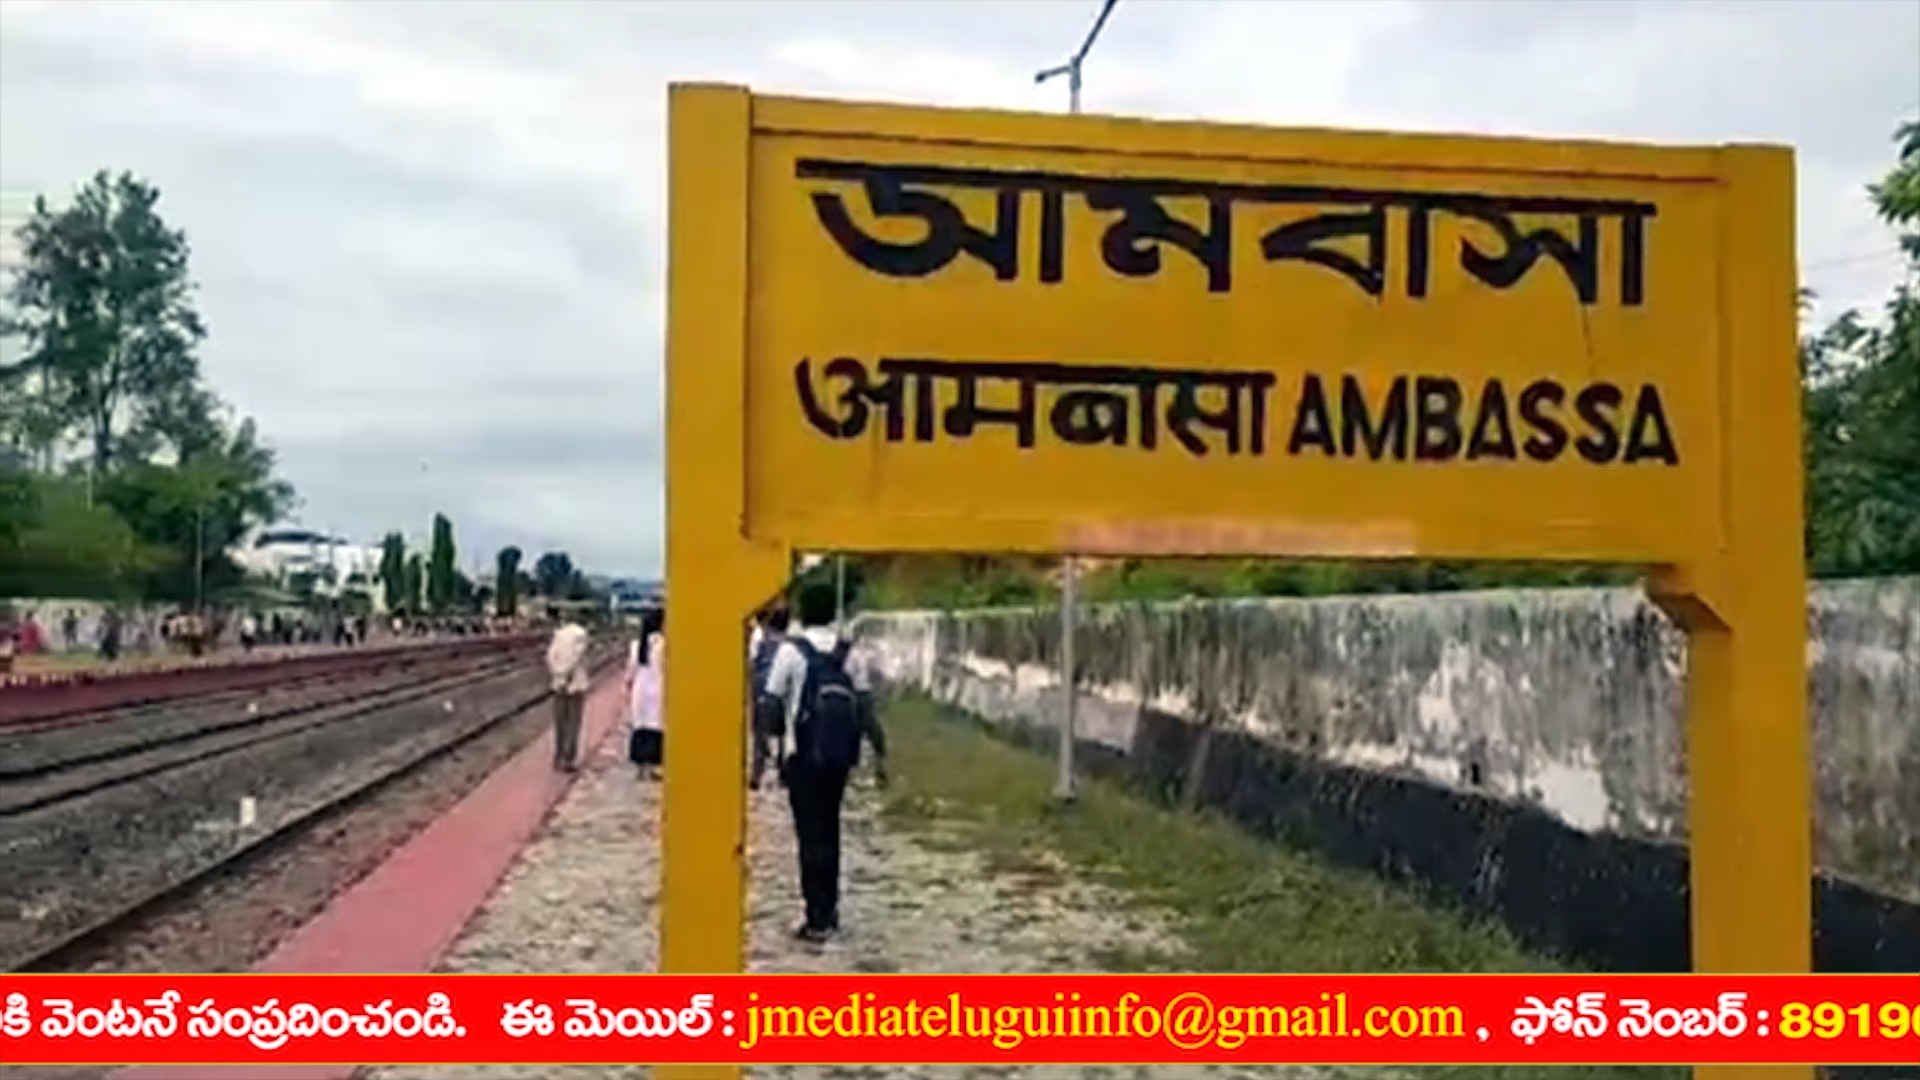 আমবাসা
आमबासा AMBASSA
కి వెంటనే సంప్రదించండి. ఈ మెయిల్ : jmediateluguiinfo@gmail.com , ఫోన్ నెంబర్ : 8919